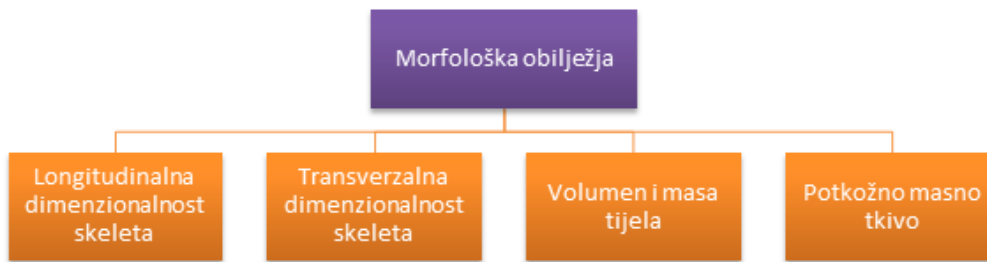 Morfološka obilježja
Longitudinalna
dimenzionalnost
skeleta
Transverzalna
dimenzionalnost
skeleta
Volumen i masa
tijela
Potkožno masno
tkivo